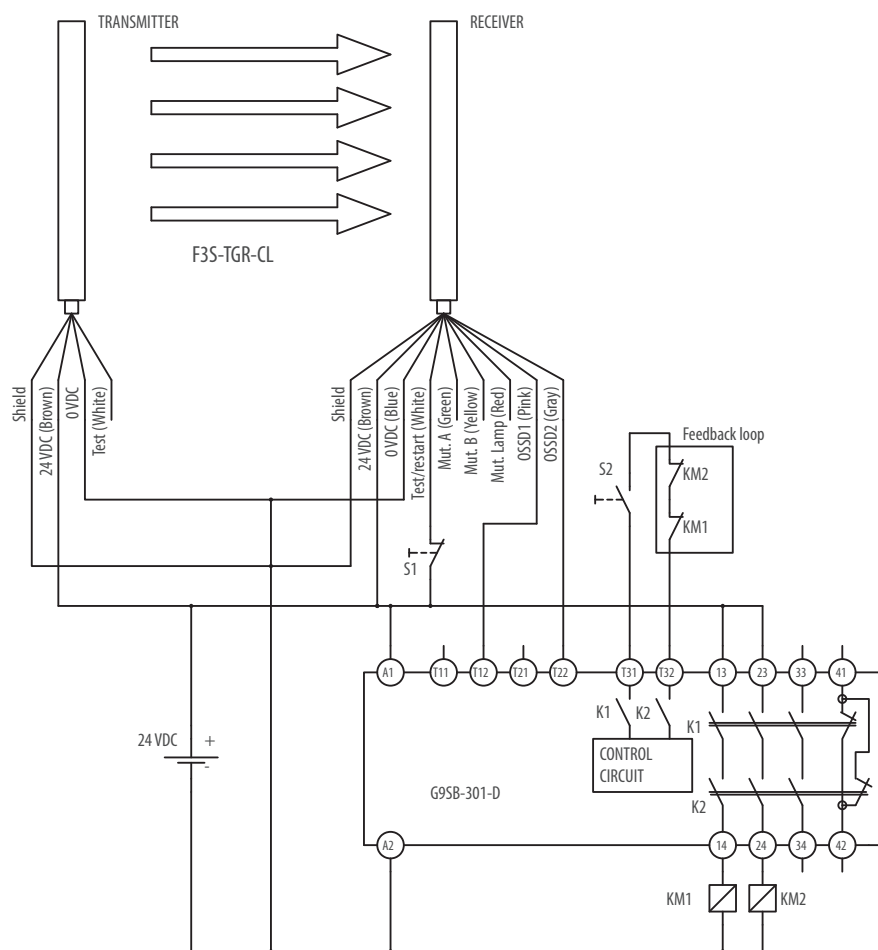 TRANSMITTER
RECEIVER
F3S-TGR-CL
Shield
24 VDC (Brown)
0 VDC
Test (White)
Shield
24 VDC (Brown)
0 VDC (Blue)
Test/restart (White)
Mut. A (Green)
Mut. B (Yellow)
Mut. Lamp (Red)
OSSD1 (Pink)
OSSD2 (Gray)
Feedback loop
S2
KM2
KM1
S1
A1
T11
T12
T21
T22
T31
T32
13
23
33
41
K1
K2
K1
24 VDC
+
-
CONTROL
CIRCUIT
G9SB-301-D
K2
A2
14
24
34
42
KM1
KM2